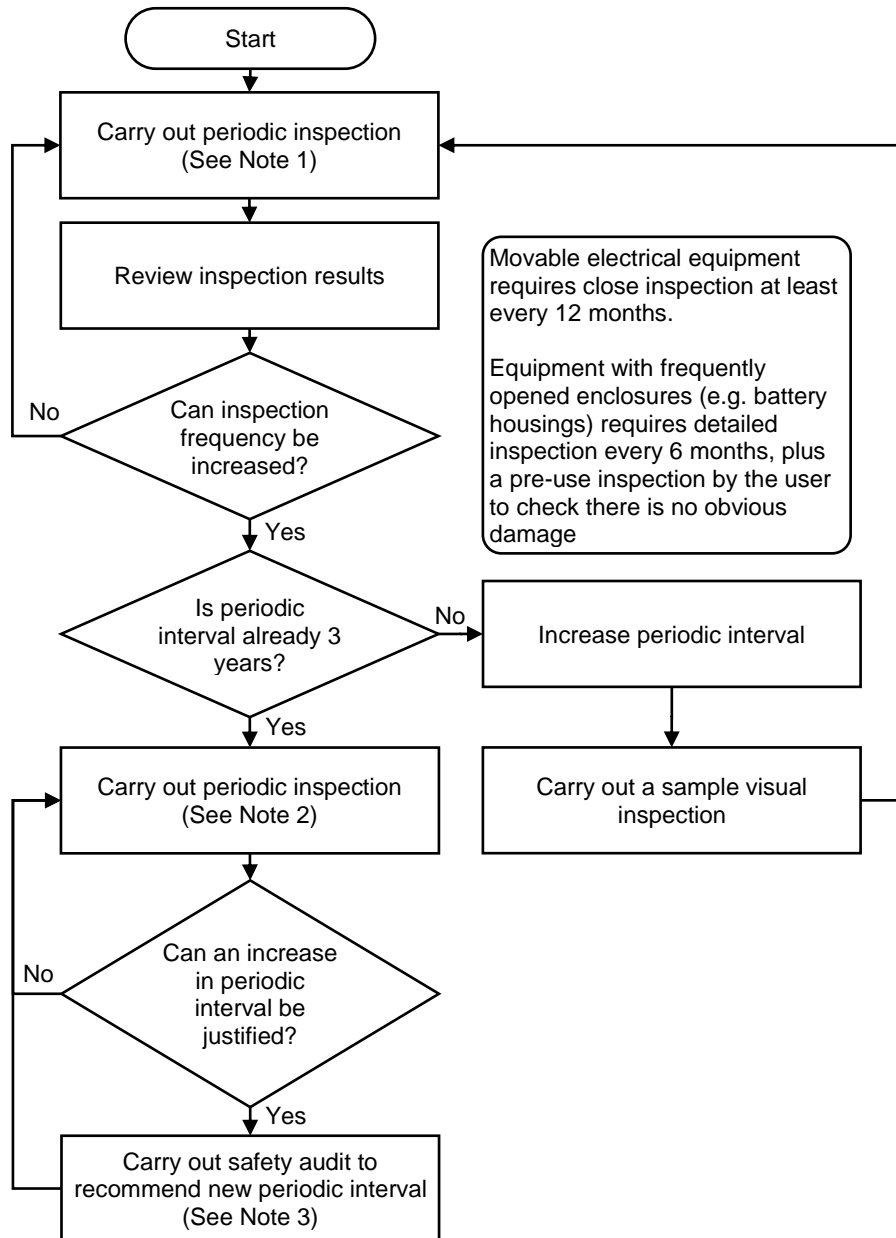 Start
Carry out periodic inspection
(See Note 1)
Review inspection results
Movable electrical equipment
requires close inspection at least
every 12 months.
Equipment with frequently
opened enclosures (e.g. battery
housings) requires detailed
inspection every 6 months, plus
a pre-use inspection by the user
to check there is no obvious
damage
No
Can inspection
frequency be
increased?
Yes
Is periodic
interval already 3
years?
No
Increase periodic interval
Yes
Carry out periodic inspection
(See Note 2)
Carry out a sample visual
inspection
No
Can an increase
in periodic
interval be
justified?
Yes
Carry out safety audit to
recommend new periodic interval
(See Note 3)